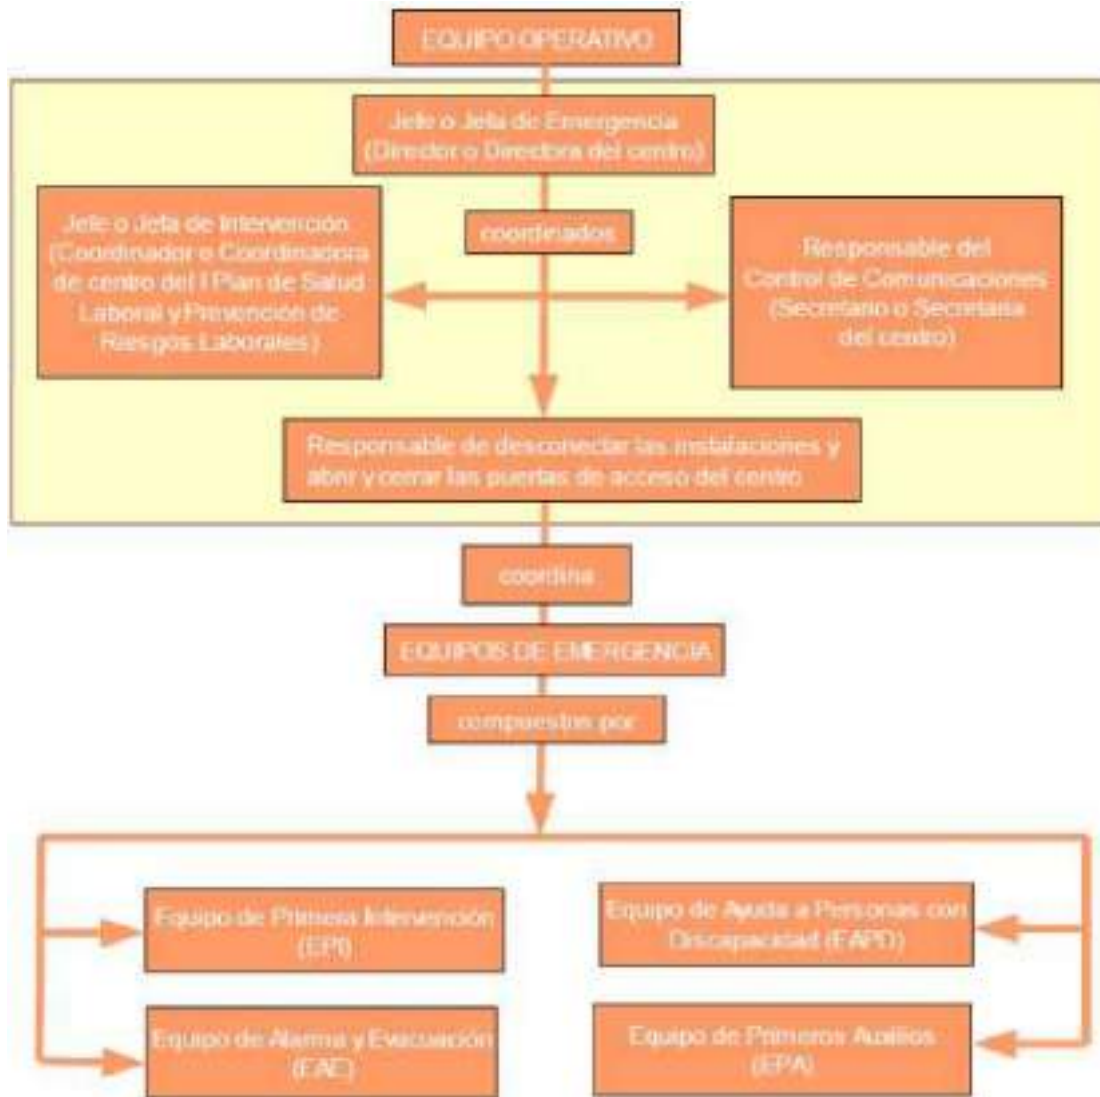 EQUIPO OPERATIVO
Jefe o Jefa de Emergencia
(Director o Directora del centro)
coordinados
Jefe o Jefa de Intervención
(Coordinador o Coordinadora
de centro del I Plan de Salud
Laboral y Prevención de
Riesgos Laborales)
Responsable del
Control de Comunicaciones
(Secretario o Secretaria
del centro)
Responsable de desconectar las instalaciones y
abrir y cerrar las puertas de acceso del centro
coordina
EQUIPOS DE EMERGENCIA
compuestos por
Equipo de Primera Intervención
(EPI)
Equipo de Ayuda a Personas con
Discapacidad (EAPD)
Equipo de Alarma y Evacuación
(EAE)
Equipo de Primeros Auxilios
(EPA)